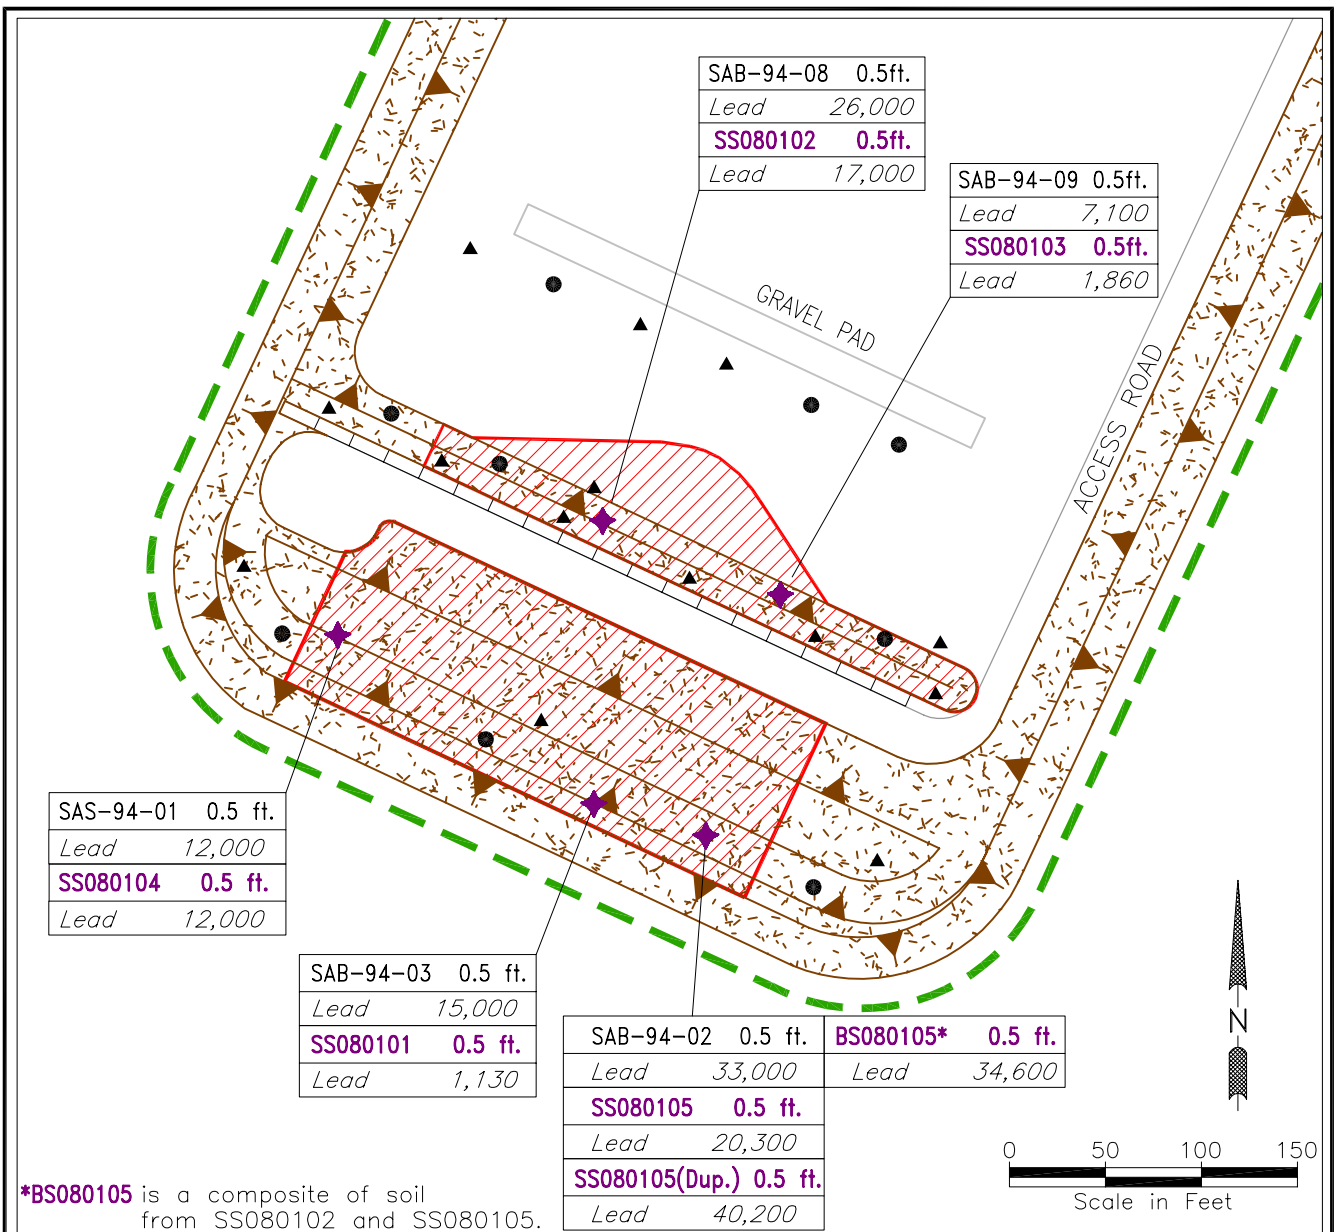 SAB-94-08 0.5ft.
Lead 26,000
SS080102 0.5ft.
Lead 17,000
SAB-94-09 0.5ft.
Lead 7,100
SS080103 0.5ft.
Lead 1,860
GRAVEL PAD
ACCESS ROAD
SAS-94-01 0.5 ft.
Lead 12,000
SS080104 0.5 ft.
Lead 12,000
SAB-94-03 0.5 ft.
Lead 15,000
SS080101 0.5 ft.
Lead 1,130
SAB-94-02 0.5 ft.
Lead 33,000
SS080105 0.5 ft.
Lead 20,300
SS080105(Dup.) 0.5 ft.
Lead 40,200
BS080105* 0.5 ft.
Lead 34,600
N
0 50 100 150
Scale in Feet
*BS080105 is a composite of soil
from SS080102 and SS080105.